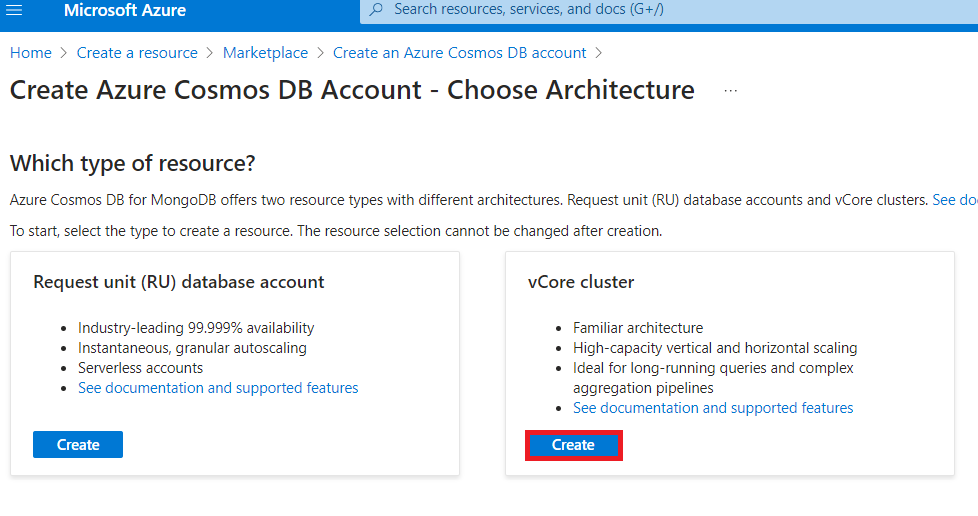 Microsoft Azure
Search resources, services, and docs (G+/)
Home > Create a resource > Marketplace > Create an Azure Cosmos DB account >
Create Azure Cosmos DB Account - Choose Architecture ...
Which type of resource?
Azure Cosmos DB for MongoDB offers two resource types with different architectures. Request unit (RU) database accounts and vCore clusters. See do
To start, select the type to create a resource. The resource selection cannot be changed after creation.
Request unit (RU) database account
• Industry-leading 99.999% availability
• Instantaneous, granular autoscaling
• Serverless accounts
• See documentation and supported features
Create
vCore cluster
• Familiar architecture
• High-capacity vertical and horizontal scaling
• Ideal for long-running queries and complex
aggregation pipelines
• See documentation and supported features
Create